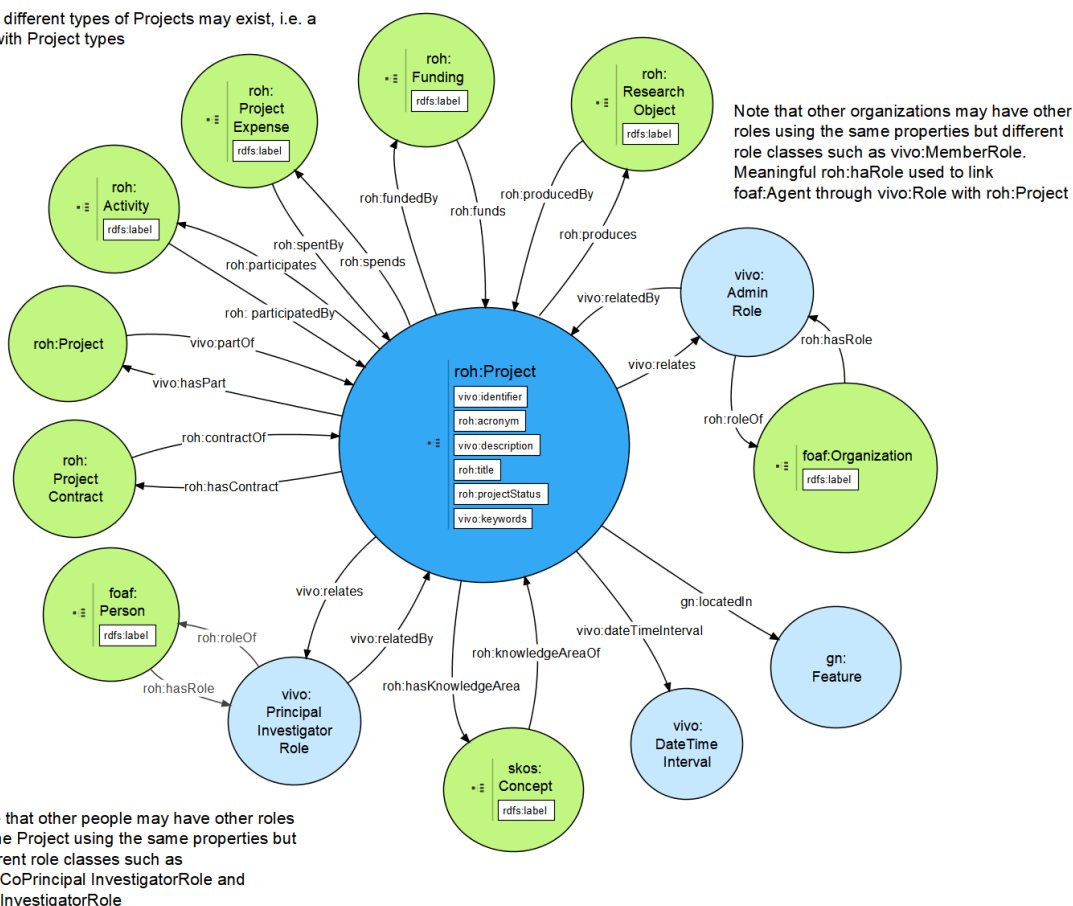 different types of Projects may exist, i.e. a
with Project types
roh:
Funding
rdfs:label
roh:
Research
Object
rdfs:label
roh:
Project
Expense
rdfs:label
Note that other organizations may have other
roles using the same properties but different
role classes such as vivo:MemberRole.
Meaningful roh:haRole used to link
foaf:Agent through vivo:Role with roh:Project
roh:
Activity
rdfs:label
roh:fundedBy
roh:funds
roh:producedBy
roh:produces
roh:spentBy
roh:participates
roh:spends
roh: participatedBy
vivo:
Admin
Role
vivo:relatedBy
vivo:relates
roh:hasRole
roh:roleOf
roh:Project
vivo:partOf
vivo:hasPart
roh:Project
vivo:identifier
roh:acronym
vivo:description
roh:title
roh:projectStatus
vivo:keywords
foaf:Organization
rdfs:label
roh:contractOf
roh:
Project
Contract
roh:hasContract
foaf:
Person
rdfs:label
roh:roleOf
roh:hasRole
vivo:relates
vivo:relatedBy
vivo:
Principal
Investigator
Role
roh:knowledgeAreaOf
roh:hasKnowledgeArea
skos:
Concept
rdfs:label
vivo:dateTimeInterval
vivo:
DateTime
Interval
gn:locatedIn
gn:
Feature
that other people may have other roles
Project using the same properties but
role classes such as
CoPrincipal InvestigatorRole and
InvestigatorRole